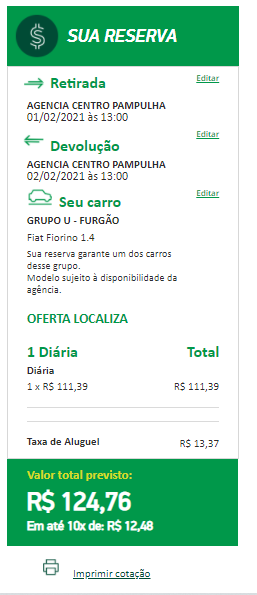 $ SUA RESERVA
Retirada Editar
AGENCIA CENTRO PAMPULHA
01/02/2021 às 13:00
Devolução Editar
AGENCIA CENTRO PAMPULHA
02/02/2021 às 13:00
Seu carro Editar
GRUPO U - FURGÃO
Fiat Fiorino 1.4
Sua reserva garante um dos carros
desse grupo.
Modelo sujeito à disponibilidade da
agência.
OFERTA LOCALIZA
1 Diária Total
Diária
1 x R$ 111,39 R$ 111,39
Taxa de Aluguel R$ 13,37
Valor total previsto:
R$ 124,76
Em até 10x de: R$ 12,48
Imprimir cotação